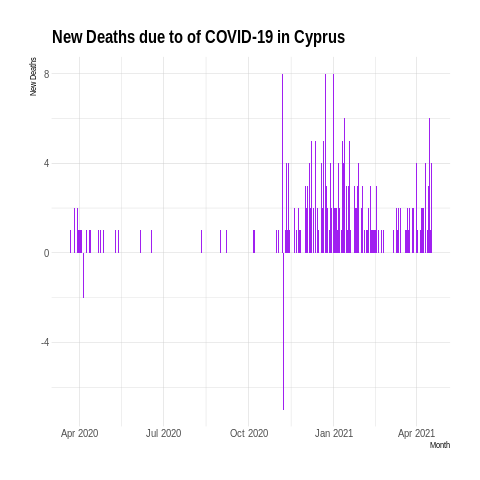 New Deaths due to of COVID-19 in Cyprus
New Deaths
8
4
0
-4
Apr 2020 Jul 2020 Oct 2020 Jan 2021 Apr 2021
Month